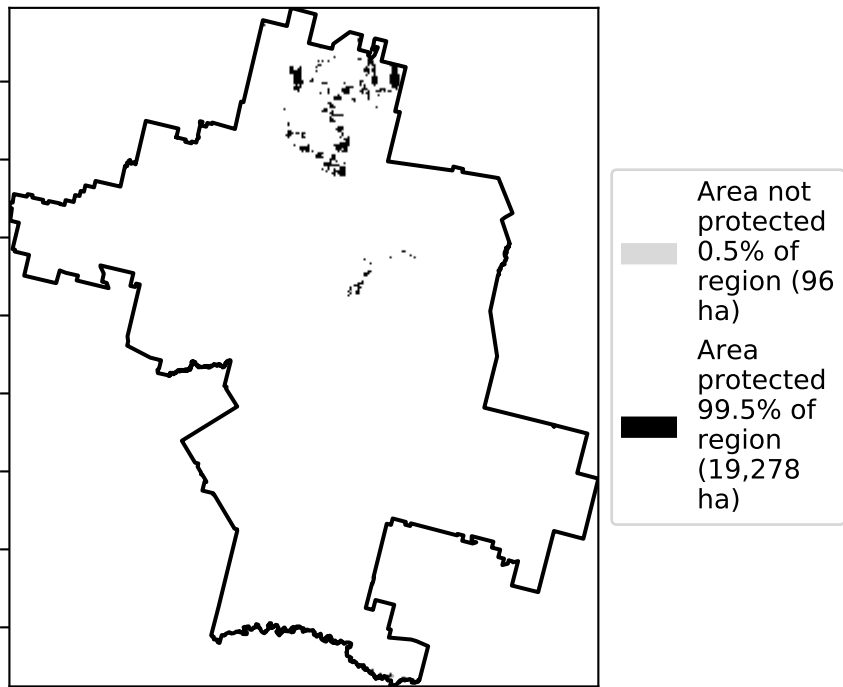 Area not
protected
0.5% of
region (96
ha)
Area
protected
99.5% of
region
(19,278
ha)